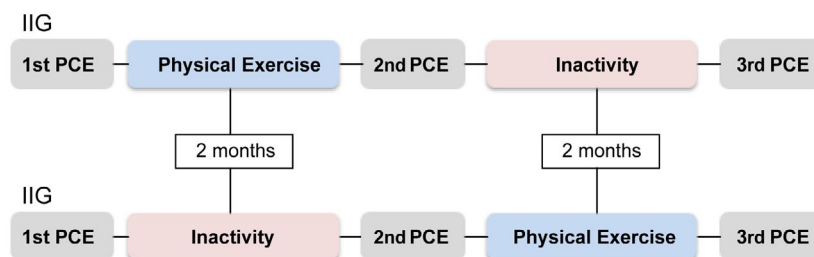 IIG
1st PCE Physical Exercise 2nd PCE Inactivity 3rd PCE
2 months 2 months
IIG
1st PCE Inactivity 2nd PCE Physical Exercise 3rd PCE